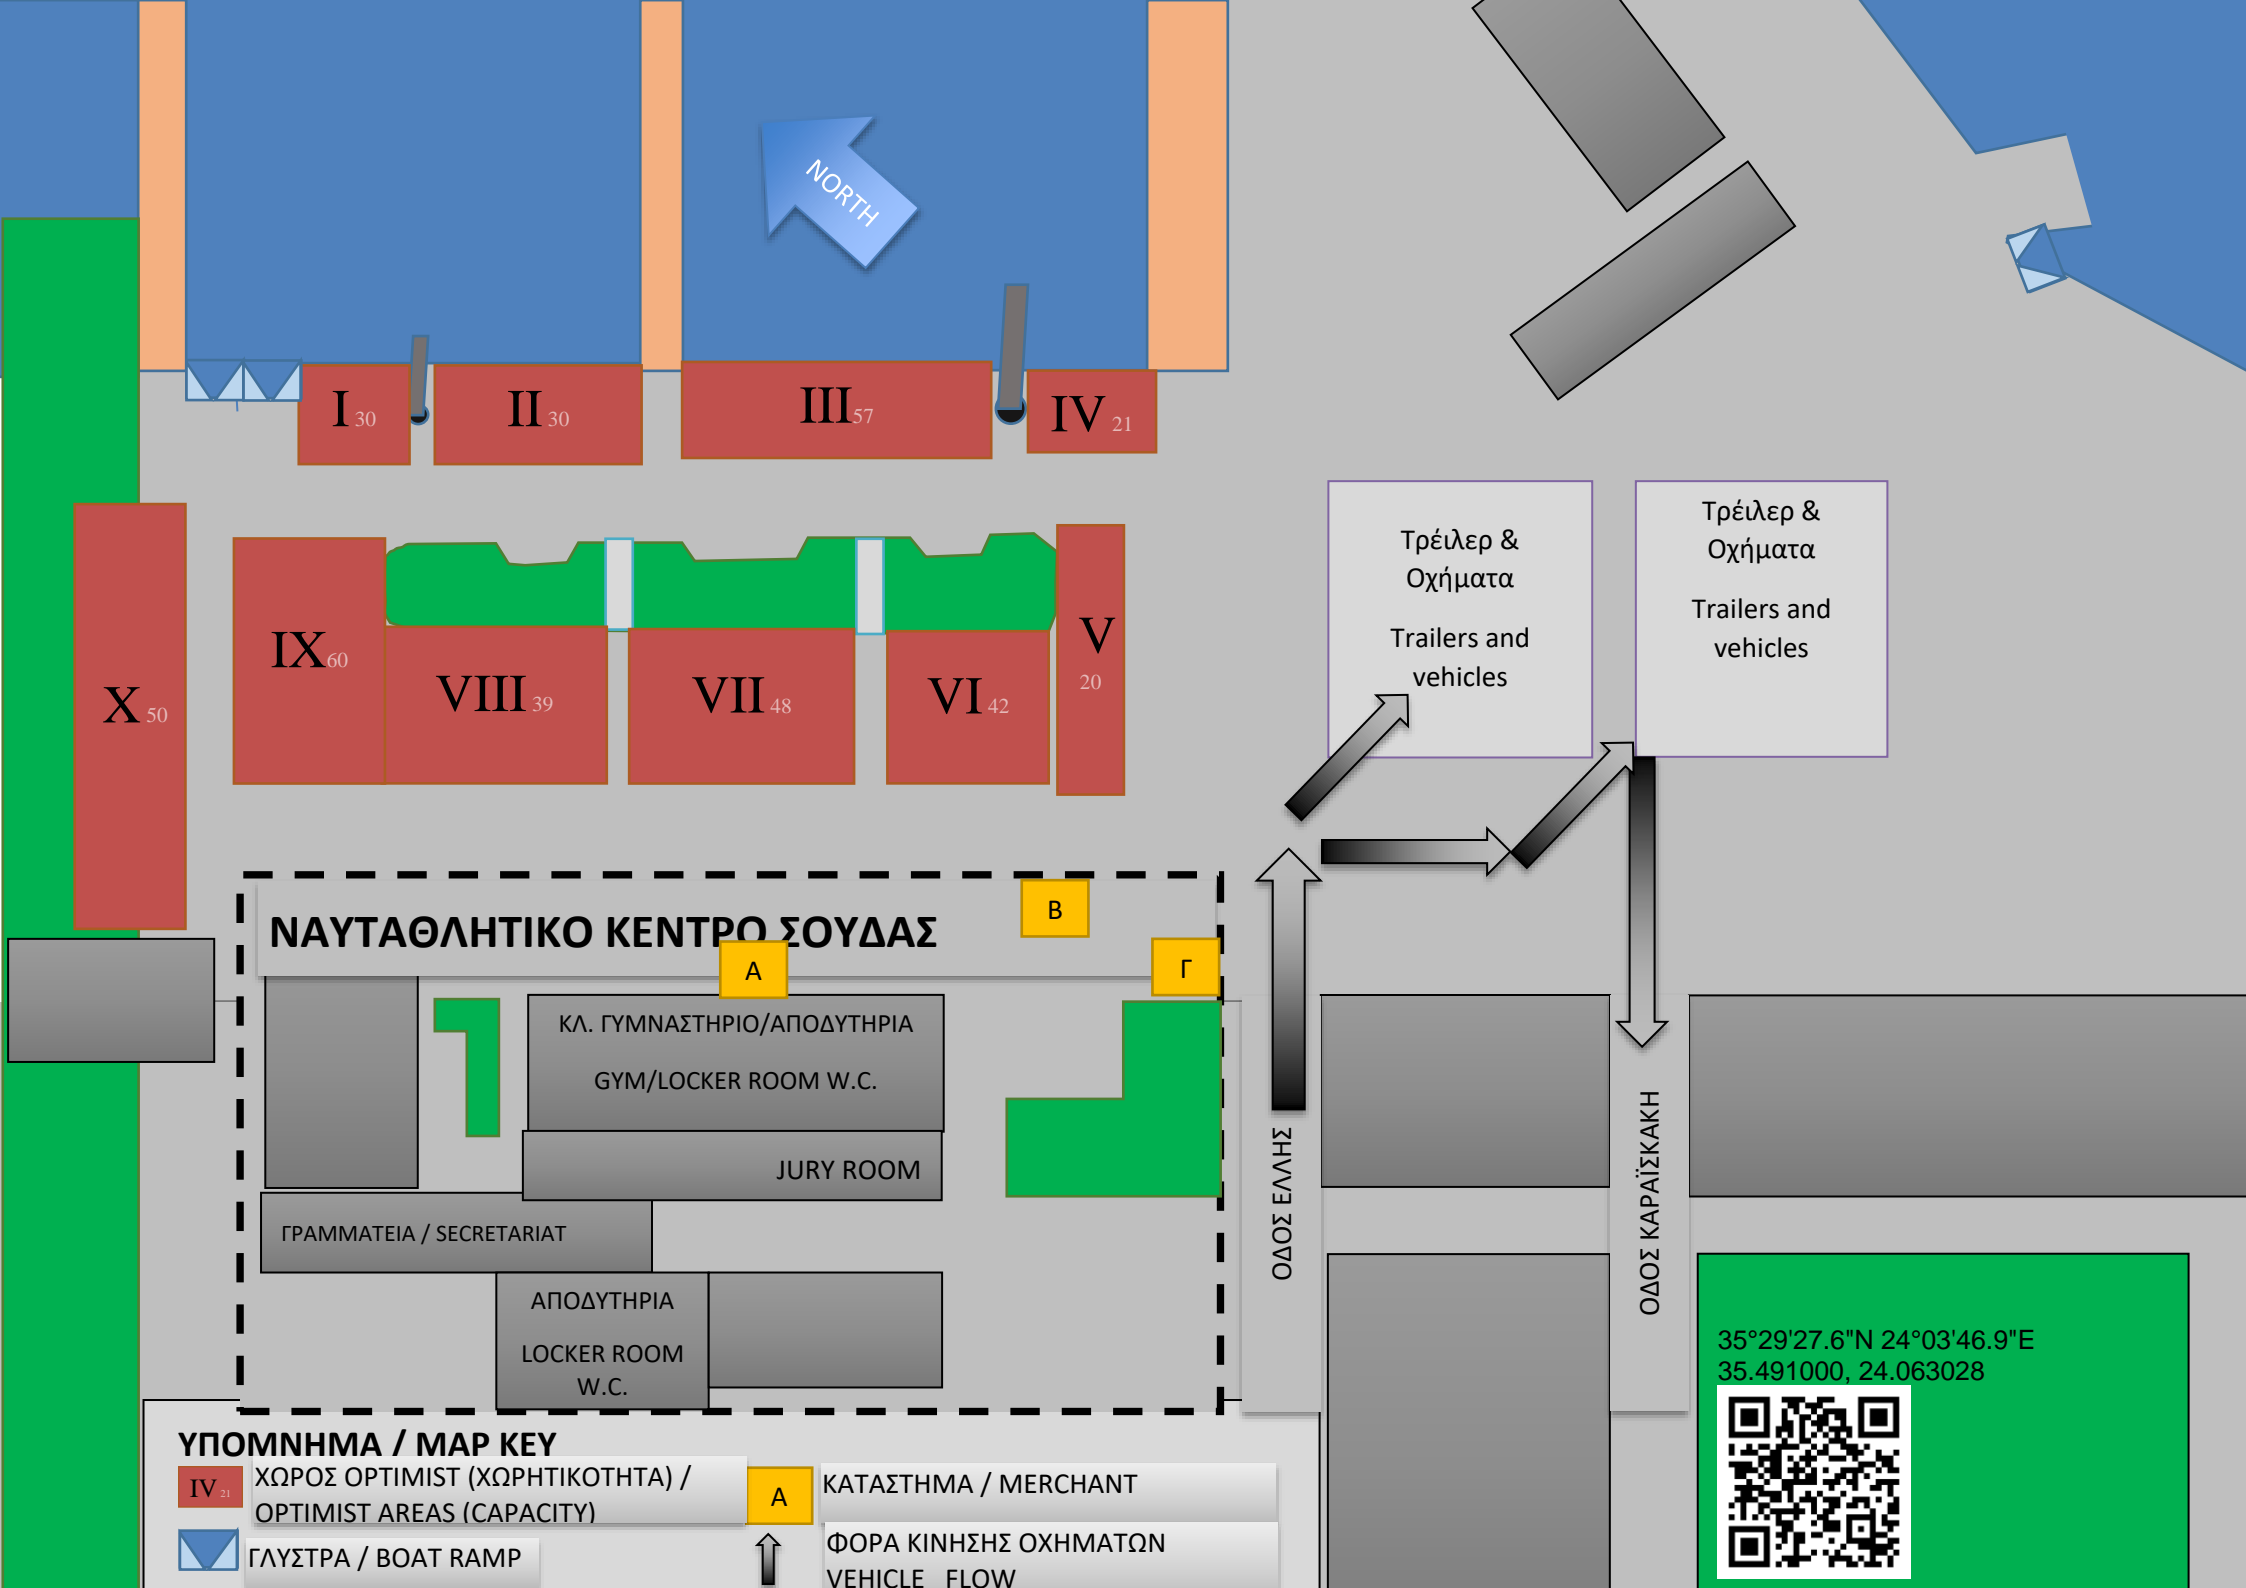 NORTH
I 30
II 30
III 57
IV 21
Τρέιλερ &
Οχήματα
Trailers and
vehicles
Τρέιλερ &
Οχήματα
Trailers and
vehicles
X 50
IX 60
VIII 39
VII 48
VI 42
V
20
ΝΑΥΤΑΘΛΗΤΙΚΟ ΚΕΝΤΡΟ ΣΟΥΔΑΣ
Α
Β
Γ
ΚΛ. ΓΥΜΝΑΣΤΗΡΙΟ/ΑΠΟΔΥΤΗΡΙΑ
GYM/LOCKER ROOM W.C.
JURY ROOM
ΓΡΑΜΜΑΤΕΙΑ / SECRETARIAT
ΑΠΟΔΥΤΗΡΙΑ
LOCKER ROOM
W.C.
ΟΔΟΣ ΕΛΛΗΣ
ΟΔΟΣ ΚΑΡΑΪΣΚΑΚΗ
35°29'27.6"N 24°03'46.9"E
35.491000, 24.063028
ΥΠΟΜΝΗΜΑ / MAP KEY
IV 21
ΧΩΡΟΣ OPTIMIST (ΧΩΡΗΤΙΚΟΤΗΤΑ) /
OPTIMIST AREAS (CAPACITY)
ΓΛΥΣΤΡΑ / BOAT RAMP
Α
ΚΑΤΑΣΤΗΜΑ / MERCHANT
ΦΟΡΑ ΚΙΝΗΣΗΣ ΟΧΗΜΑΤΩΝ
VEHICLE FLOW